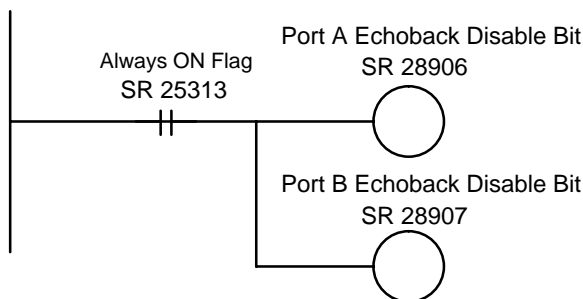 Port A Echoback Disable Bit
SR 28906
Always ON Flag
SR 25313
Port B Echoback Disable Bit
SR 28907